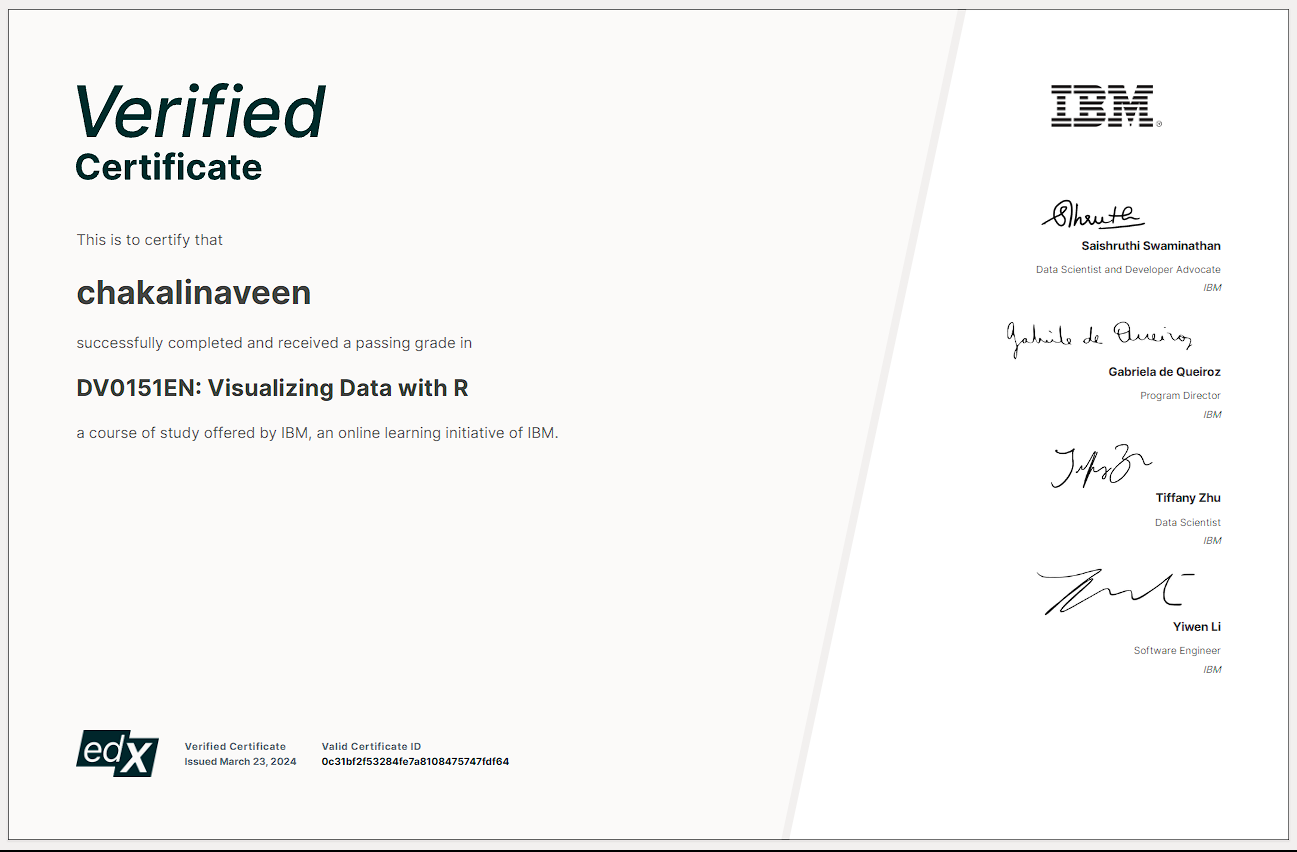 Verified
Certificate
This is to certify that
chakalinaveen
successfully completed and received a passing grade in
DV0151EN: Visualizing Data with R
a course of study offered by IBM, an online learning initiative of IBM.
edX
Verified Certificate
Issued March 23, 2024
Valid Certificate ID
0c31bf2f53284fe7a8108475747fdf64
IBM®
Saishruthi Swaminathan
Data Scientist and Developer Advocate
IBM
Gabriela de Queiroz
Gabriela de Queiroz
Program Director
IBM
Tiffany Zhu
Data Scientist
IBM
Yiwen Li
Software Engineer
IBM